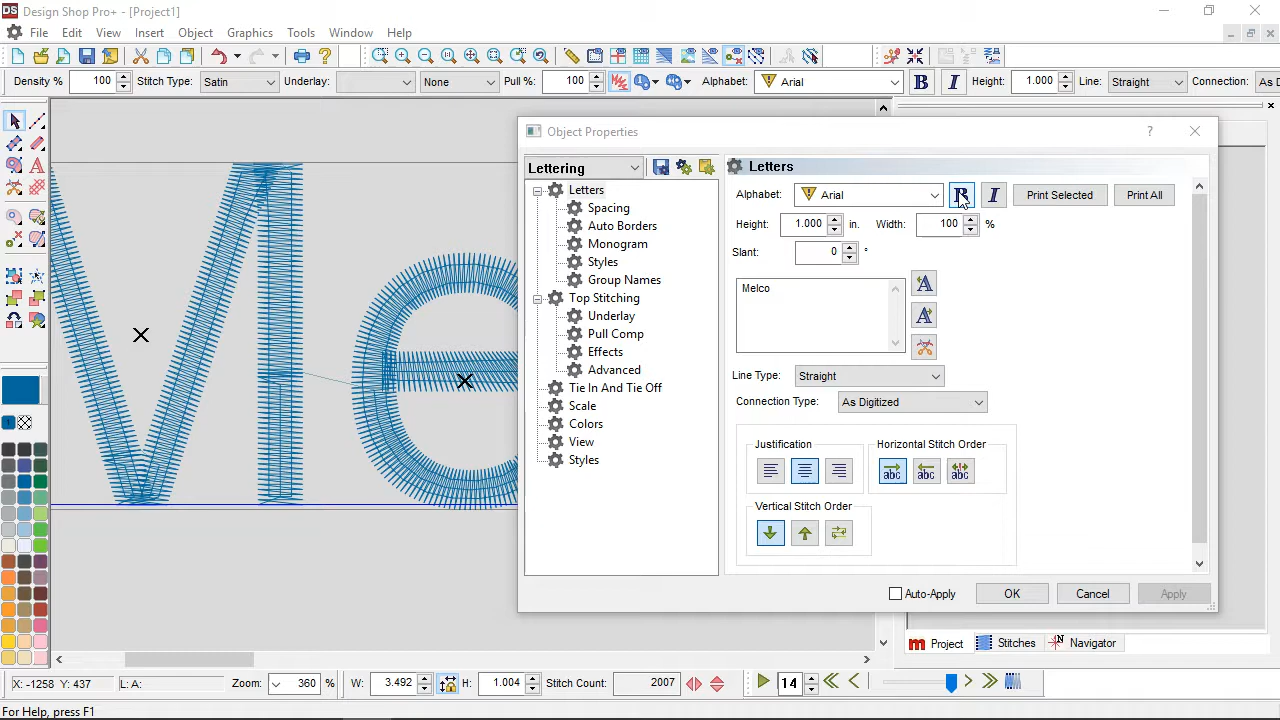 DS Design Shop Pro+ - [Project1]
File Edit View Insert Object Graphics Tools Window Help
Density % 100 Stitch Type: Satin Underlay: None Pull %: 100 Alphabet: Arial B I Height: 1.000 Line: Straight Connection: As D
Me
Object Properties ?
Lettering
Letters
Spacing
Auto Borders
Monogram
Styles
Group Names
Top Stitching
Underlay
Pull Comp
Effects
Advanced
Tie In And Tie Off
Scale
Colors
View
Styles
Letters
Alphabet: Arial B I Print Selected Print All
Height: 1.000 in. Width: 100 %
Slant: 0 °
Melco
Line Type: Straight
Connection Type: As Digitized
Justification Horizontal Stitch Order
abc abc abc
Vertical Stitch Order
Auto-Apply OK Cancel Apply
Project Stitches Navigator
X: -1258 Y: 437 L: A: Zoom: 360 % W: 3.492 H: 1.004 Stitch Count: 2007 14
For Help, press F1